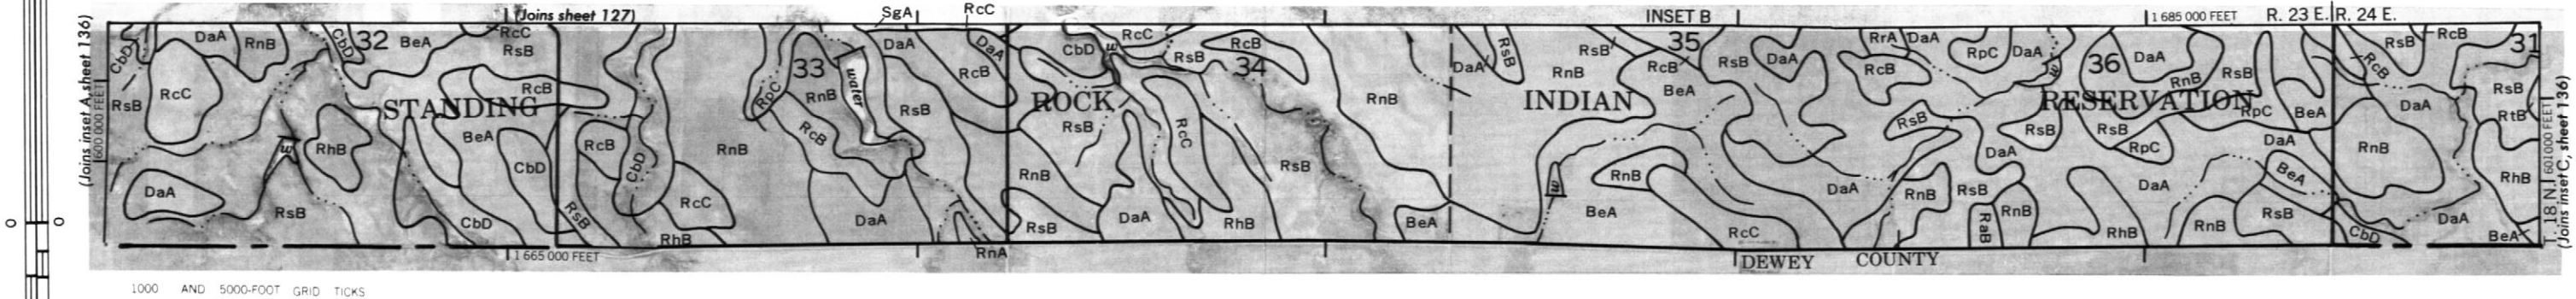 (Joins sheet 127)
SgA
RcC
INSET B
1 685 000 FEET
R. 23 E. R. 24 E.
(Joins inset A, sheet 136)
600 000 FEET
CbD
DaA
RnB
CbD
32
BeA
RcC
RsB
DaA
DaA
33
CbD
w
RcC
RsB
RcB
34
DaA
RsB
RsB
35
RcB
RsB
DaA
RrA
DaA
RcB
RpC
DaA
w
36
DaA
RnB
RsB
RsB
RcB
RcB
31
RsB
RcC
RcB
RpC
RnB
water
RcB
RsB
RnB
RnB
BeA
RpC
BeA
DaA
RsB
RtB
STANDING ROCK INDIAN RESERVATION
w
RhB
BeA
CbD
RcB
CbD
RnB
RcB
RsB
RcC
RsB
RsB
RsB
RsB
RpC
DaA
DaA
RnB
DaA
RsB
CbD
RsB
RcC
RnB
RsB
w
RnB
BeA
DaA
RnB
RsB
DaA
BeA
RhB
RhB
DaA
RsB
DaA
RhB
BeA
RcC
RaB
RnB
RhB
RnB
RsB
CbD
DaA
BeA
T. 18 N.
601 000 FEET
(Joins inset C, sheet 136)
1 665 000 FEET
RnA
DEWEY COUNTY
0
0
1000 AND 5000-FOOT GRID TICKS